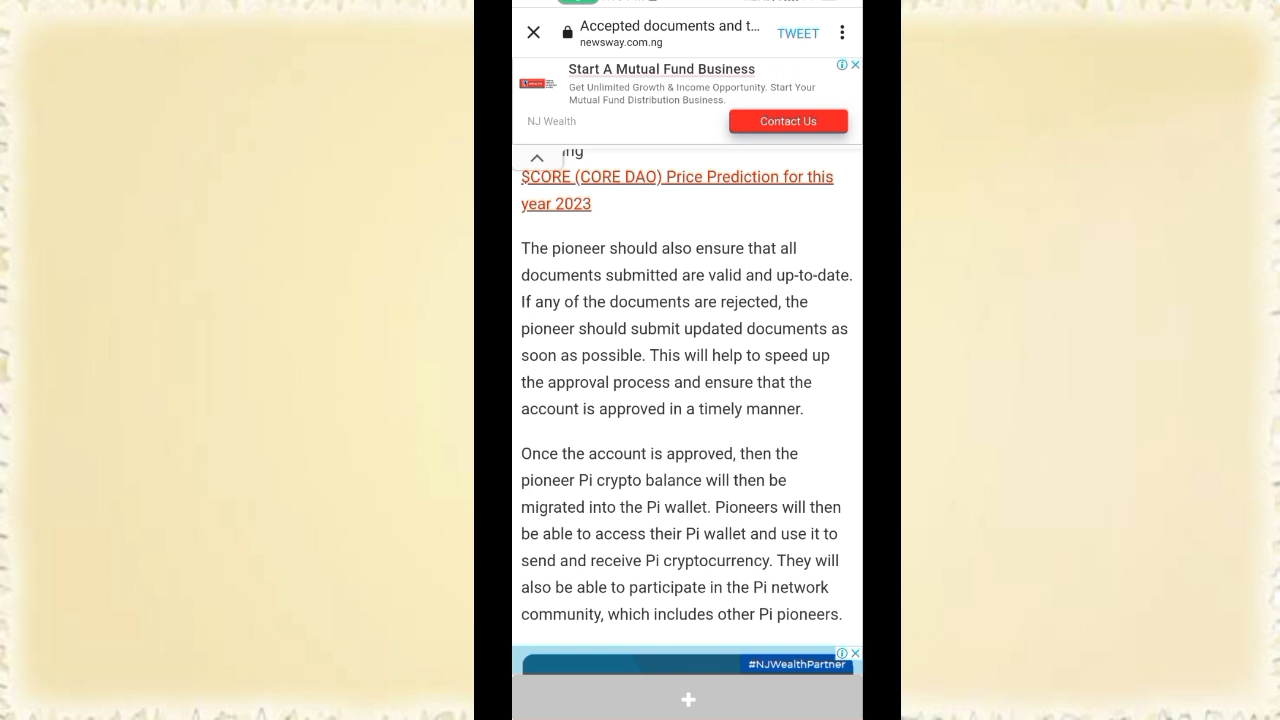 Accepted documents and t...
newsway.com.ng
TWEET
Start A Mutual Fund Business
Get Unlimited Growth & Income Opportunity. Start Your
Mutual Fund Distribution Business.
NJ Wealth
Contact Us
$CORE (CORE DAO) Price Prediction for this
year 2023
The pioneer should also ensure that all
documents submitted are valid and up-to-date.
If any of the documents are rejected, the
pioneer should submit updated documents as
soon as possible. This will help to speed up
the approval process and ensure that the
account is approved in a timely manner.
Once the account is approved, then the
pioneer Pi crypto balance will then be
migrated into the Pi wallet. Pioneers will then
be able to access their Pi wallet and use it to
send and receive Pi cryptocurrency. They will
also be able to participate in the Pi network
community, which includes other Pi pioneers.
#NJWealthPartner